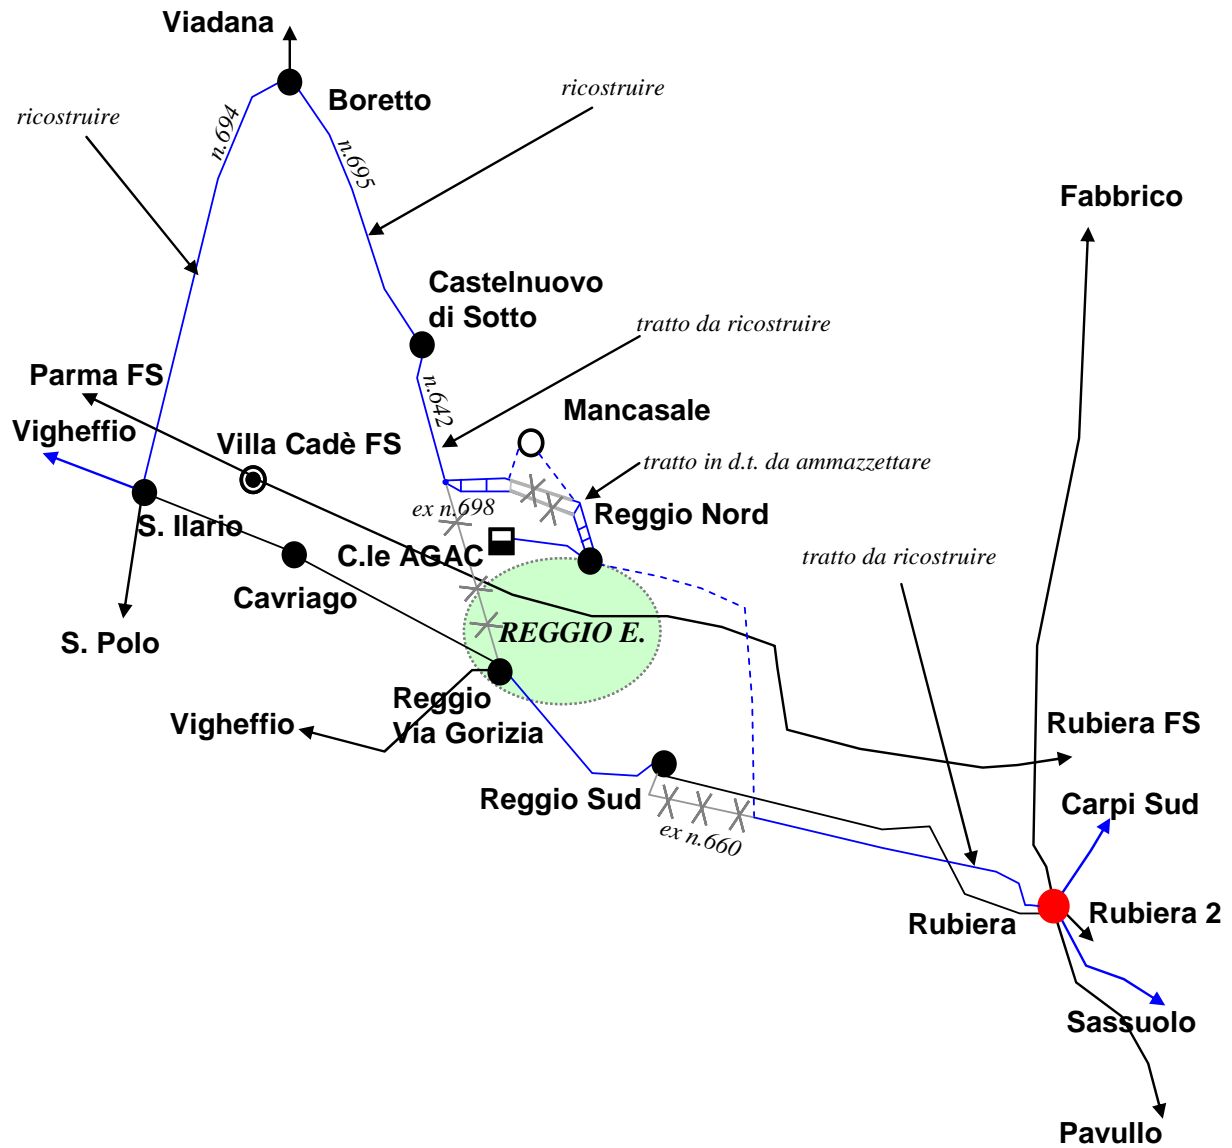 Viadana
Boretto
ricostruire
ricostruire
n.694
n.695
Fabbrico
Castelnuovo
di Sotto
tratto da ricostruire
Parma FS
n.642
Mancasale
Vigheffio
Villa Cadè FS
tratto in d.t. da ammazzettare
ex n.698
Reggio Nord
S. Ilario
C.le AGAC
tratto da ricostruire
Cavriago
REGGIO E.
S. Polo
Reggio
Via Gorizia
Vigheffio
Rubiera FS
Reggio Sud
Carpi Sud
ex n.660
Rubiera
Rubiera 2
Sassuolo
Pavullo